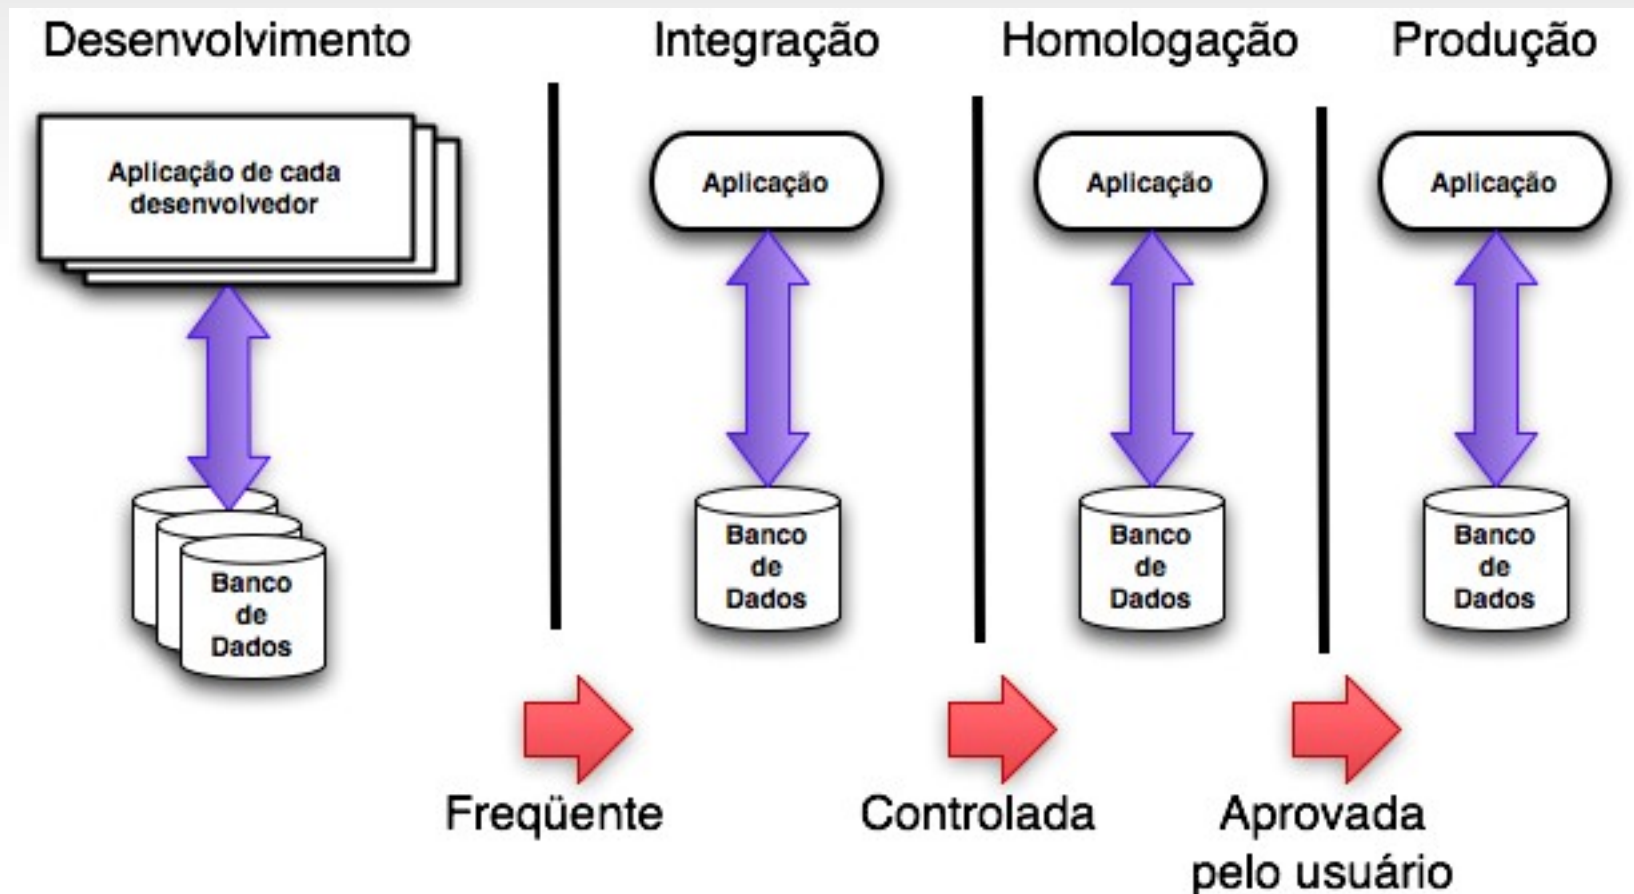 Desenvolvimento
Integração
Homologação
Produção
Aplicação de cada
desenvolvedor
Aplicação
Aplicação
Aplicação
Banco
de
Dados
Banco
de
Dados
Banco
de
Dados
Banco
de
Dados
Freqüente
Controlada
Aprovada
pelo usuário